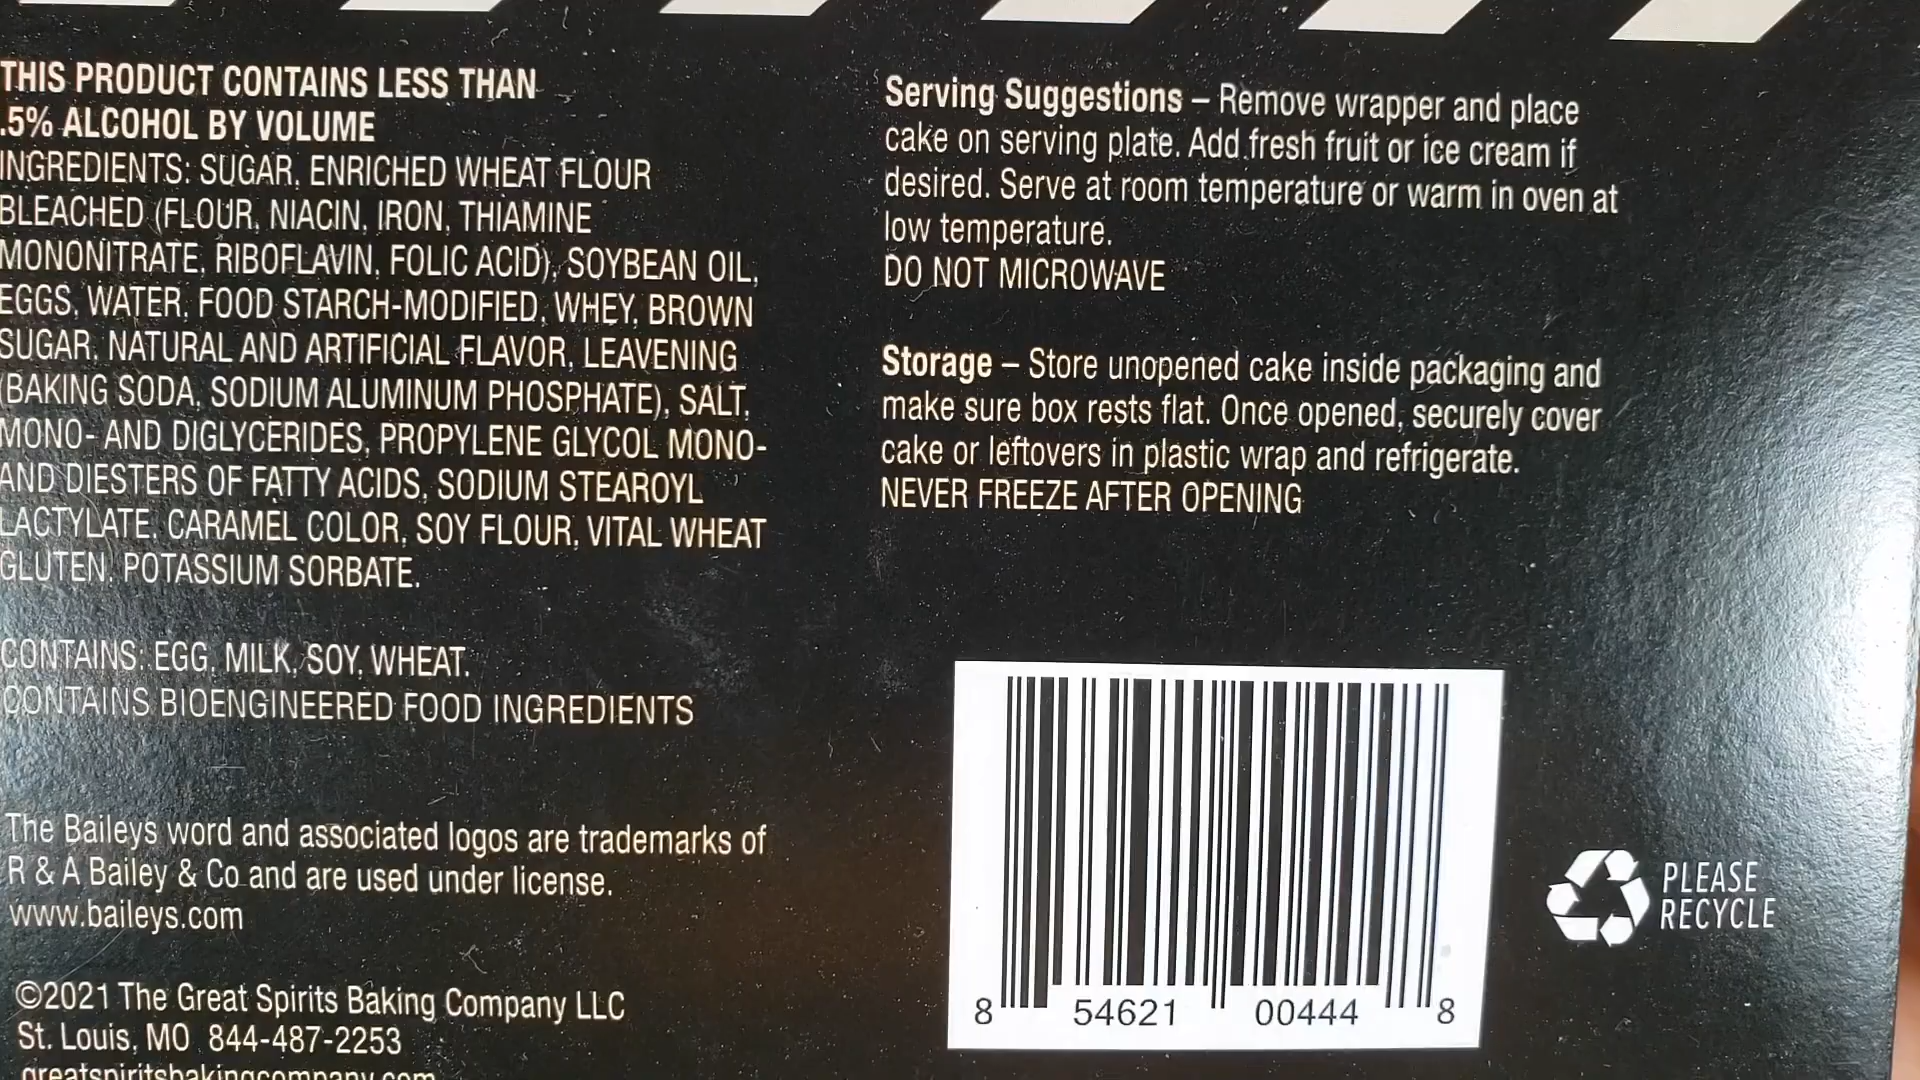 THIS PRODUCT CONTAINS LESS THAN
.5% ALCOHOL BY VOLUME
INGREDIENTS: SUGAR, ENRICHED WHEAT FLOUR
BLEACHED (FLOUR, NIACIN, IRON, THIAMINE
MONONITRATE, RIBOFLAVIN, FOLIC ACID), SOYBEAN OIL,
EGGS, WATER, FOOD STARCH-MODIFIED, WHEY, BROWN
SUGAR, NATURAL AND ARTIFICIAL FLAVOR, LEAVENING
(BAKING SODA, SODIUM ALUMINUM PHOSPHATE), SALT,
MONO- AND DIGLYCERIDES, PROPYLENE GLYCOL MONO-
AND DIESTERS OF FATTY ACIDS, SODIUM STEAROYL
LACTYLATE, CARAMEL COLOR, SOY FLOUR, VITAL WHEAT
GLUTEN, POTASSIUM SORBATE.
CONTAINS: EGG, MILK, SOY, WHEAT.
CONTAINS BIOENGINEERED FOOD INGREDIENTS
The Baileys word and associated logos are trademarks of
R & A Bailey & Co and are used under license.
www.baileys.com
©2021 The Great Spirits Baking Company LLC
St. Louis, MO 844-487-2253
greatspiritsbakingcompany.com
Serving Suggestions – Remove wrapper and place
cake on serving plate. Add fresh fruit or ice cream if
desired. Serve at room temperature or warm in oven at
low temperature.
DO NOT MICROWAVE
Storage – Store unopened cake inside packaging and
make sure box rests flat. Once opened, securely cover
cake or leftovers in plastic wrap and refrigerate.
NEVER FREEZE AFTER OPENING
8 54621 00444 8
PLEASE
RECYCLE